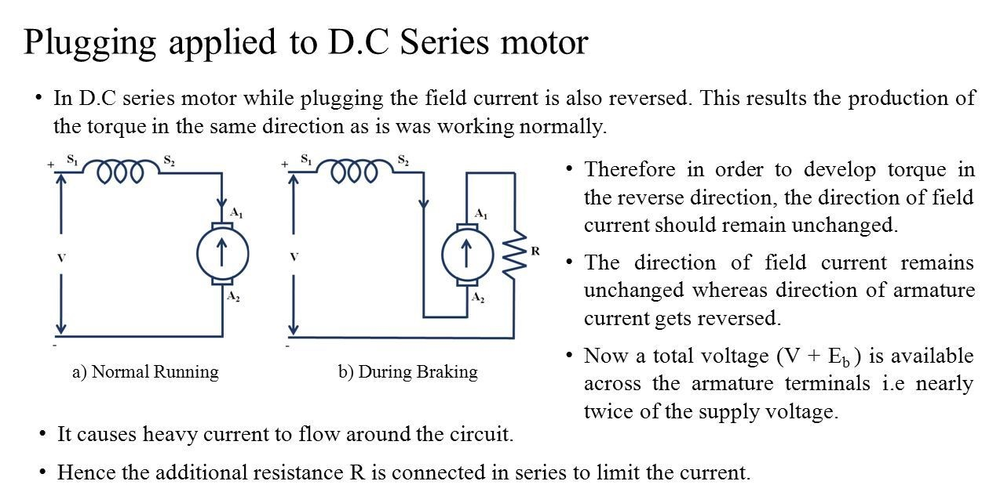 Plugging applied to D.C Series motor
• In D.C series motor while plugging the field current is also reversed. This results the production of
the torque in the same direction as is was working normally.
+ S₁ S₂
A₁
V
A₂
-
a) Normal Running
+ S₁ S₂
A₁
V
R
A₂
-
b) During Braking
• Therefore in order to develop torque in
the reverse direction, the direction of field
current should remain unchanged.
• The direction of field current remains
unchanged whereas direction of armature
current gets reversed.
• Now a total voltage (V + E_b) is available
across the armature terminals i.e nearly
twice of the supply voltage.
• It causes heavy current to flow around the circuit.
• Hence the additional resistance R is connected in series to limit the current.